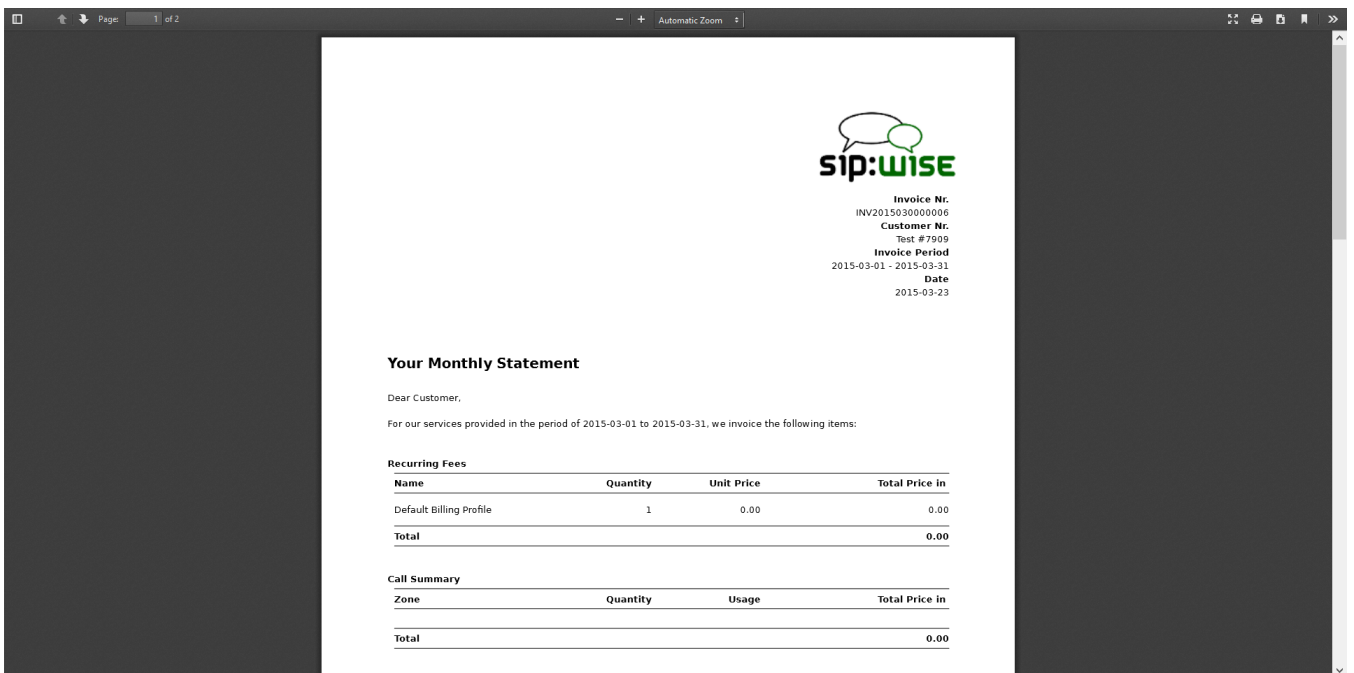 Page: 1 of 2 Automatic Zoom
sip:wise
Invoice Nr.
INV2015030000006
Customer Nr.
Test #7909
Invoice Period
2015-03-01 - 2015-03-31
Date
2015-03-23
Your Monthly Statement
Dear Customer,
For our services provided in the period of 2015-03-01 to 2015-03-31, we invoice the following items:
Recurring Fees
Name Quantity Unit Price Total Price in
Default Billing Profile 1 0.00 0.00
Total 0.00
Call Summary
Zone Quantity Usage Total Price in
Total 0.00